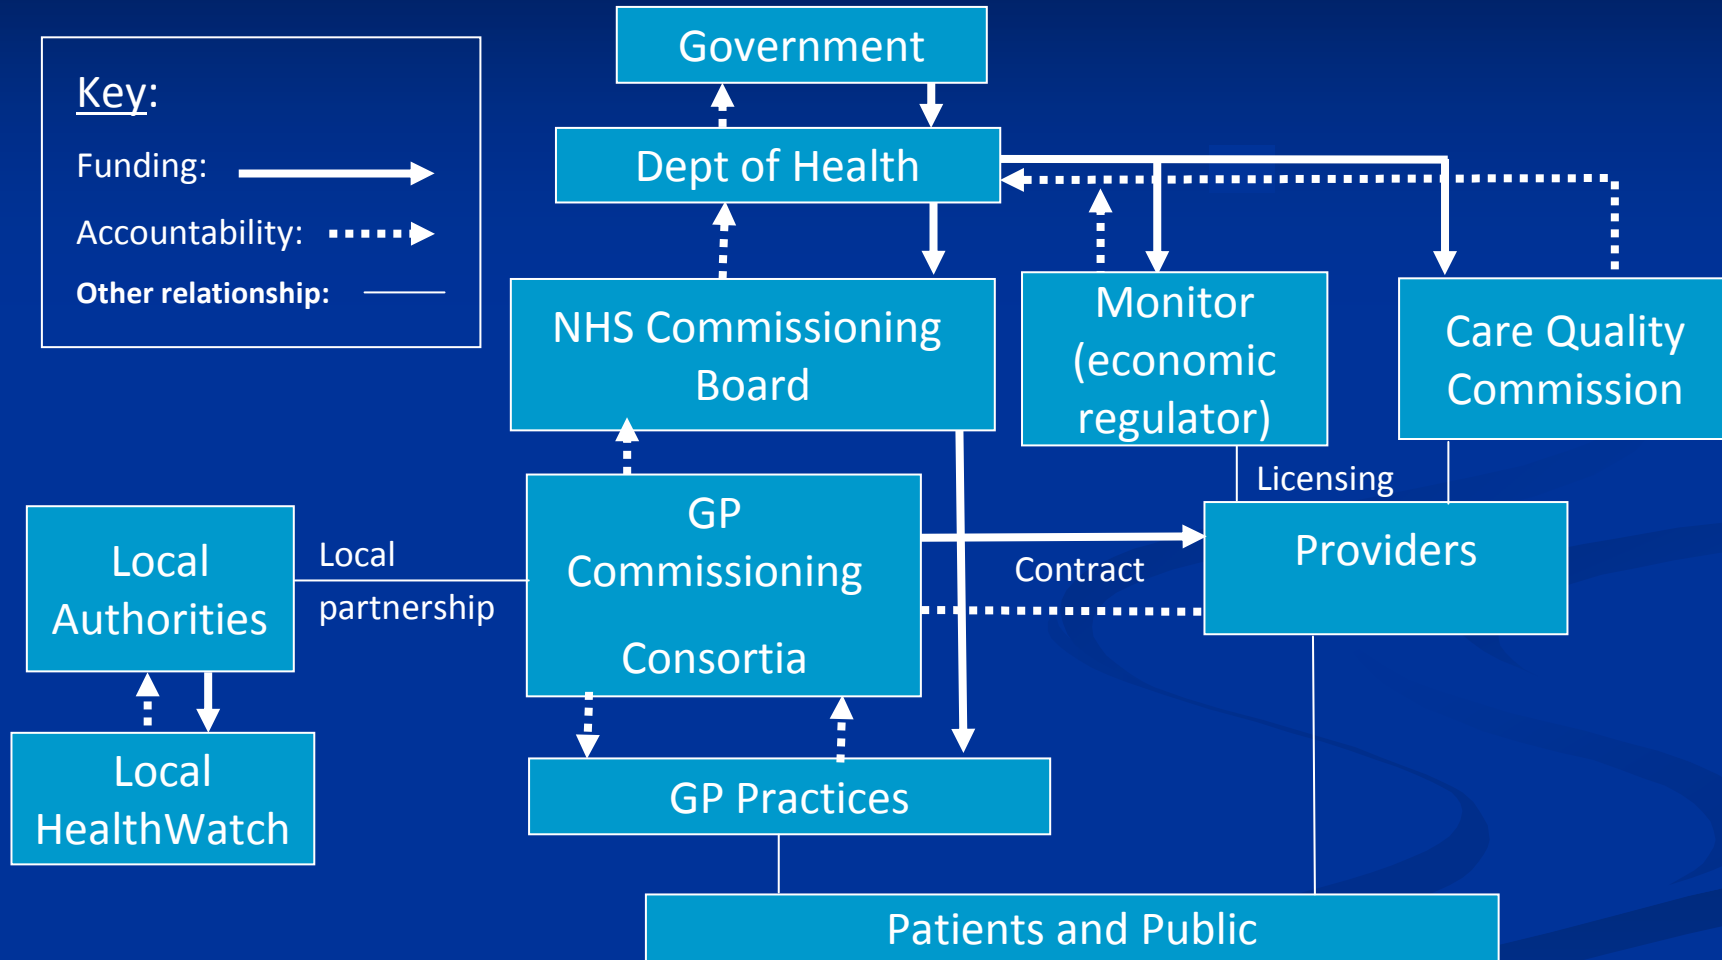 Key:
Funding:
Accountability:
Other relationship:
Government
Dept of Health
NHS Commissioning
Board
Monitor
(economic
regulator)
Care Quality
Commission
Licensing
Local
Authorities
Local
partnership
GP
Commissioning
Consortia
Contract
Providers
Local
HealthWatch
GP Practices
Patients and Public